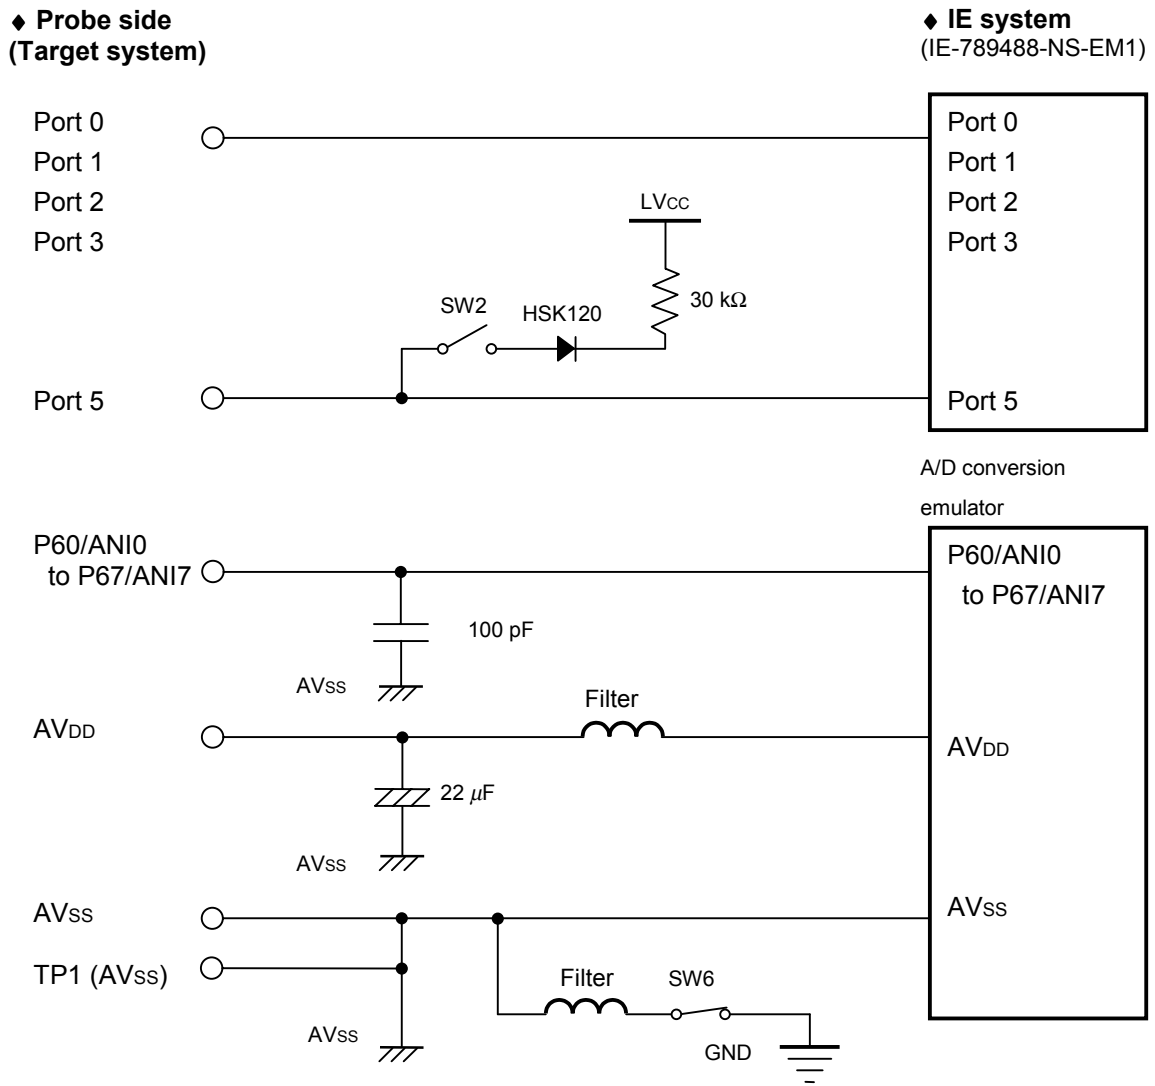 ♦ Probe side
(Target system)
♦ IE system
(IE-789488-NS-EM1)
Port 0
Port 1
Port 2
Port 3
Port 0
Port 1
Port 2
Port 3
LVCC
30 kΩ
SW2
HSK120
Port 5
Port 5
A/D conversion
emulator
P60/ANI0
to P67/ANI7
P60/ANI0
to P67/ANI7
100 pF
AVSS
Filter
AVDD
AVDD
22 μF
AVSS
AVSS
AVSS
TP1 (AVSS)
Filter
SW6
AVSS
GND